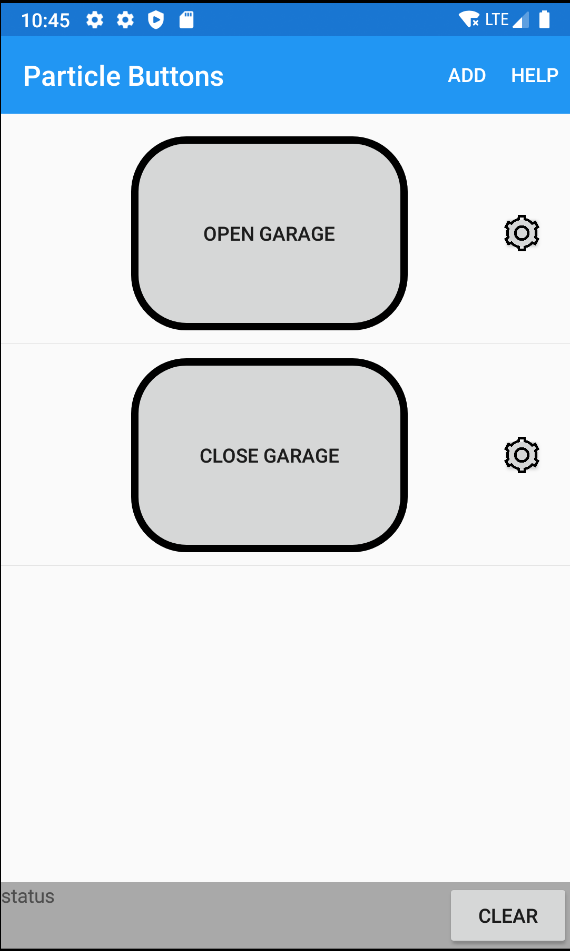 10:45 LTE
Particle Buttons ADD HELP
OPEN GARAGE
CLOSE GARAGE
status
CLEAR